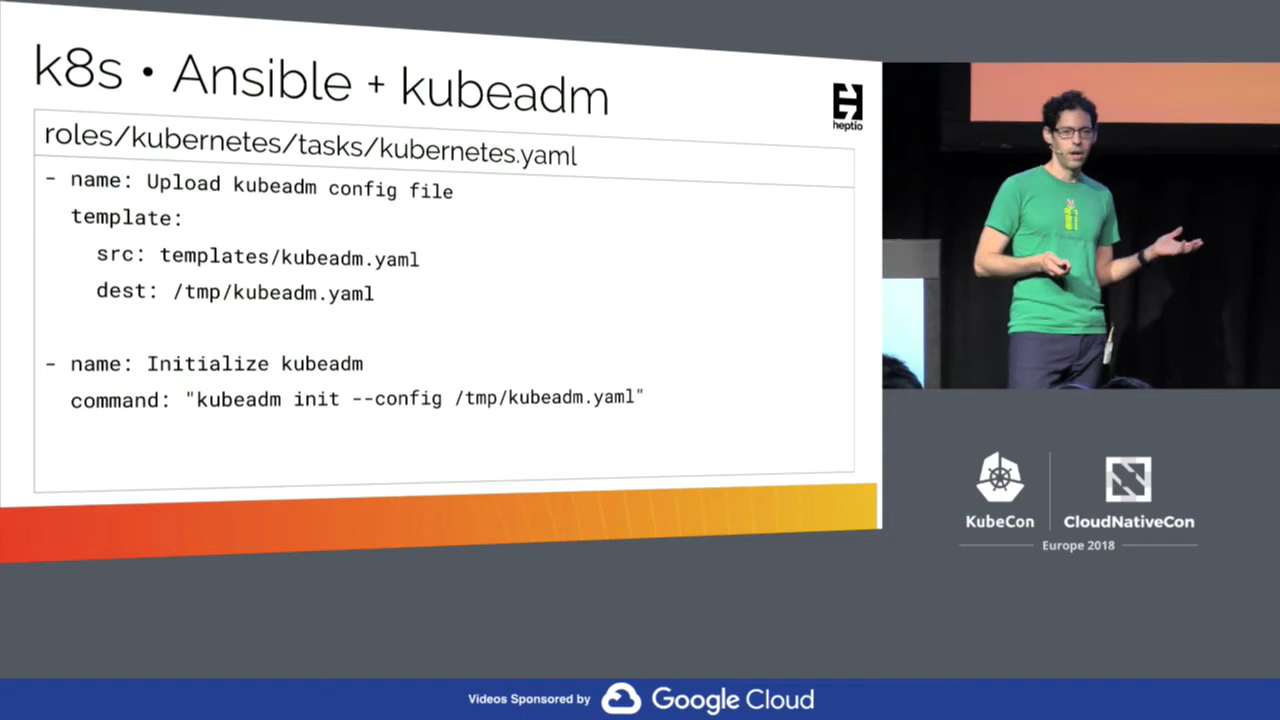 k8s • Ansible + kubeadm
heptio
roles/kubernetes/tasks/kubernetes.yaml
- name: Upload kubeadm config file
template:
src: templates/kubeadm.yaml
dest: /tmp/kubeadm.yaml
- name: Initialize kubeadm
command: "kubeadm init --config /tmp/kubeadm.yaml"
KubeCon
CloudNativeCon
Europe 2018
Videos Sponsored by Google Cloud